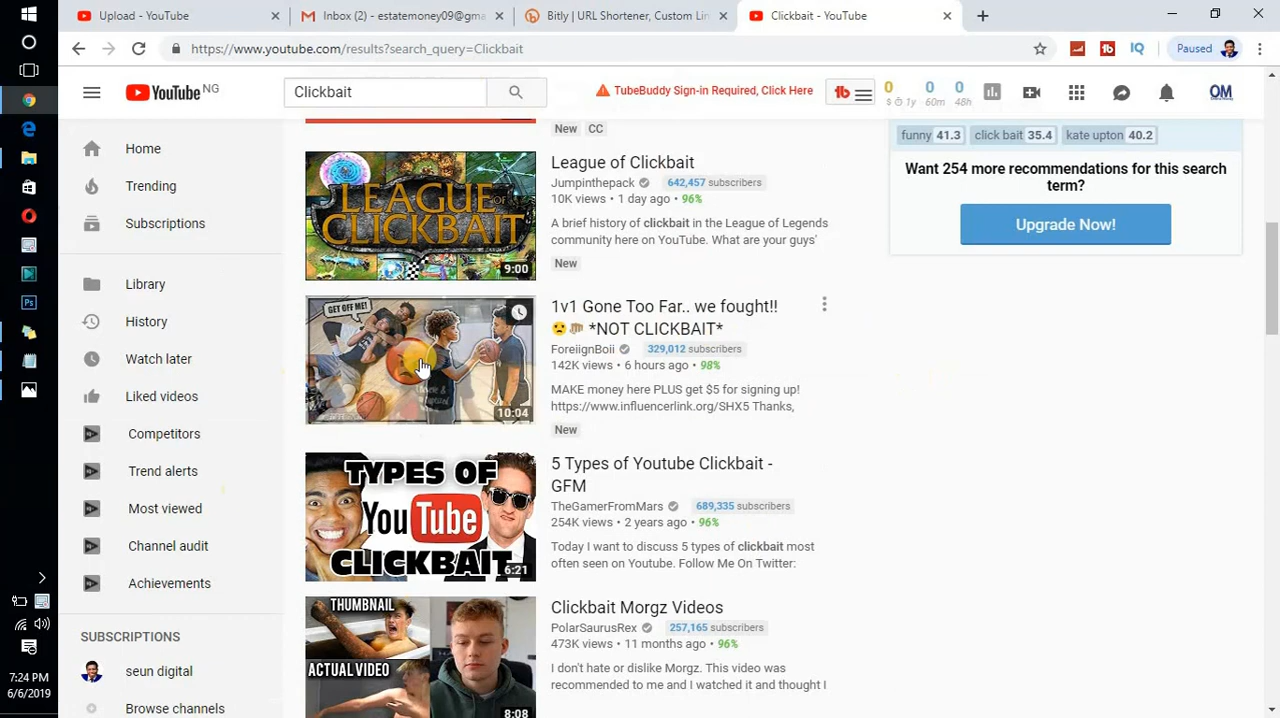 Upload - YouTube
Inbox (2) - estatemoney09@gm
Bitly | URL Shortener, Custom Lin
Clickbait - YouTube
https://www.youtube.com/results?search_query=Clickbait
Paused
YouTube NG
Clickbait
TubeBuddy Sign-in Required, Click Here
0 0 0
$ 1y 60m 48h
OM
Home
Trending
Subscriptions
Library
History
Watch later
Liked videos
Competitors
Trend alerts
Most viewed
Channel audit
Achievements
SUBSCRIPTIONS
seun digital
Browse channels
7:24 PM
6/6/2019
New CC
LEAGUE OF
CLICKBAIT
9:00
League of Clickbait
Jumpinthepack 642,457 subscribers
10K views • 1 day ago • 96%
A brief history of clickbait in the League of Legends
community here on YouTube. What are your guys'
New
GET OFF ME!
10:04
1v1 Gone Too Far.. we fought!!
*NOT CLICKBAIT*
ForeiignBoii 329,012 subscribers
142K views • 6 hours ago • 98%
MAKE money here PLUS get $5 for signing up!
https://www.influencerlink.org/SHX5 Thanks,
New
TYPES OF
YouTube
CLICKBAIT
6:21
5 Types of Youtube Clickbait -
GFM
TheGamerFromMars 689,335 subscribers
254K views • 2 years ago • 96%
Today I want to discuss 5 types of clickbait most
often seen on Youtube. Follow Me On Twitter:
THUMBNAIL
ACTUAL VIDEO
8:08
Clickbait Morgz Videos
PolarSaurusRex 257,165 subscribers
473K views • 11 months ago • 96%
I don't hate or dislike Morgz. This video was
recommended to me and I watched it and thought I
funny 41.3 click bait 35.4 kate upton 40.2
Want 254 more recommendations for this search
term?
Upgrade Now!